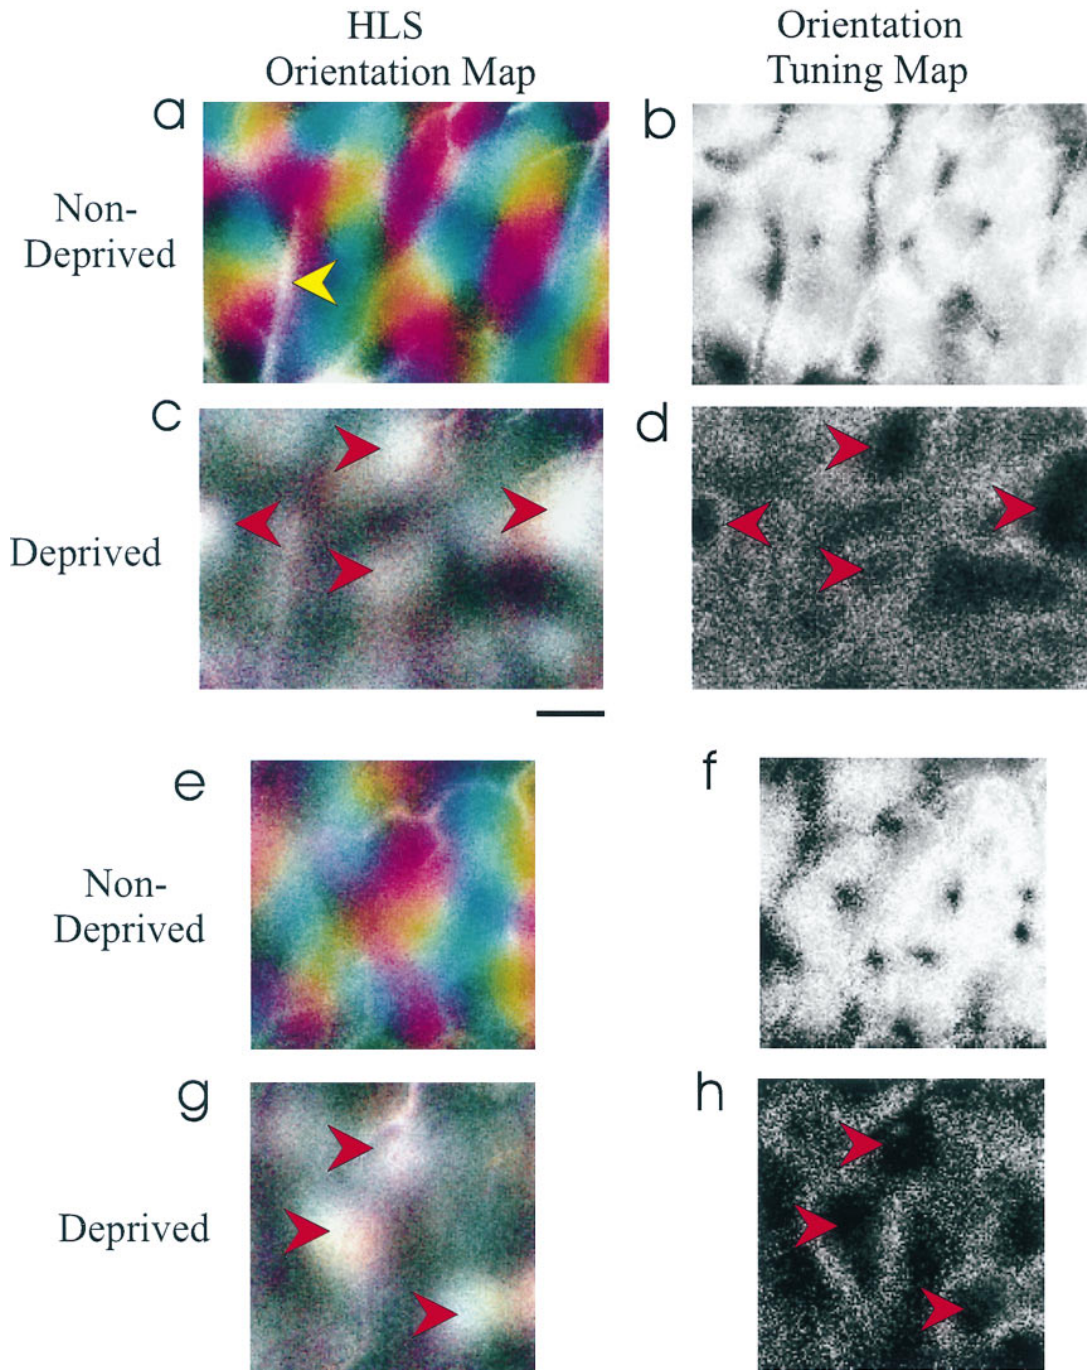 HLS
Orientation Map
Orientation
Tuning Map
a
b
Non-
Deprived
c
d
Deprived
e
f
Non-
Deprived
g
h
Deprived